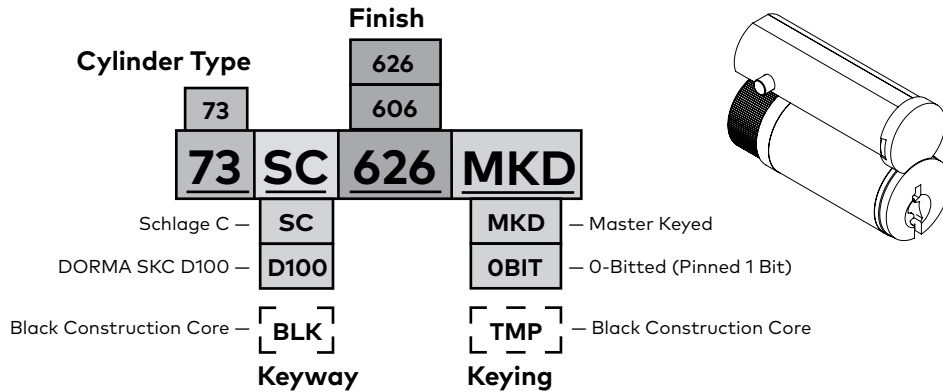 Finish
626
Cylinder Type
606
73
73 SC 626 MKD
Schlage C — SC MKD — Master Keyed
DORMA SKC D100 — D100 0BIT — 0-Bitted (Pinned 1 Bit)
Black Construction Core — BLK TMP — Black Construction Core
Keyway Keying